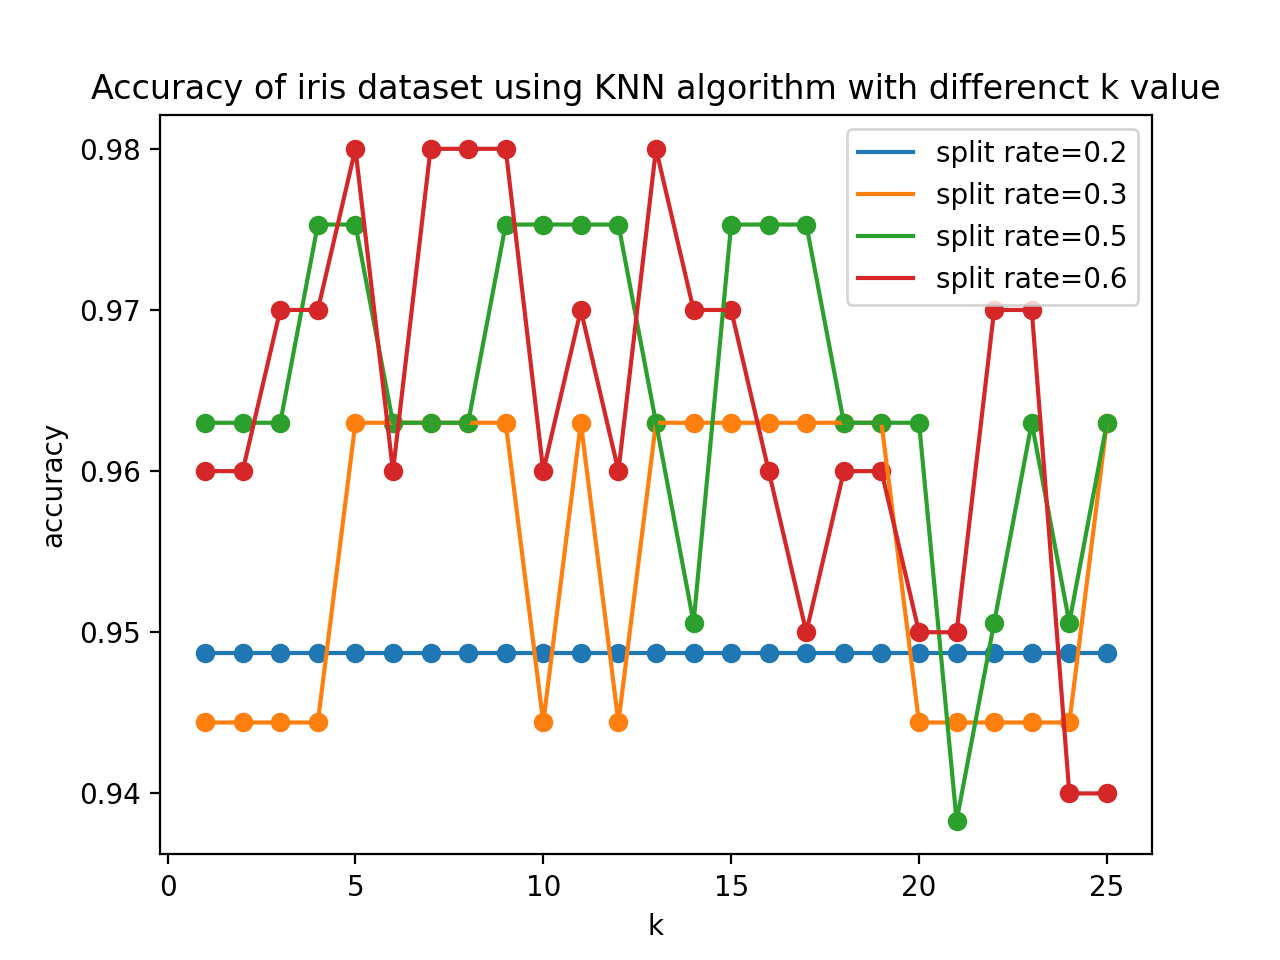 Accuracy of iris dataset using KNN algorithm with differenct k value
split rate=0.2
split rate=0.3
split rate=0.5
split rate=0.6
0.98
0.97
0.96
0.95
0.94
accuracy
0 5 10 15 20 25
k